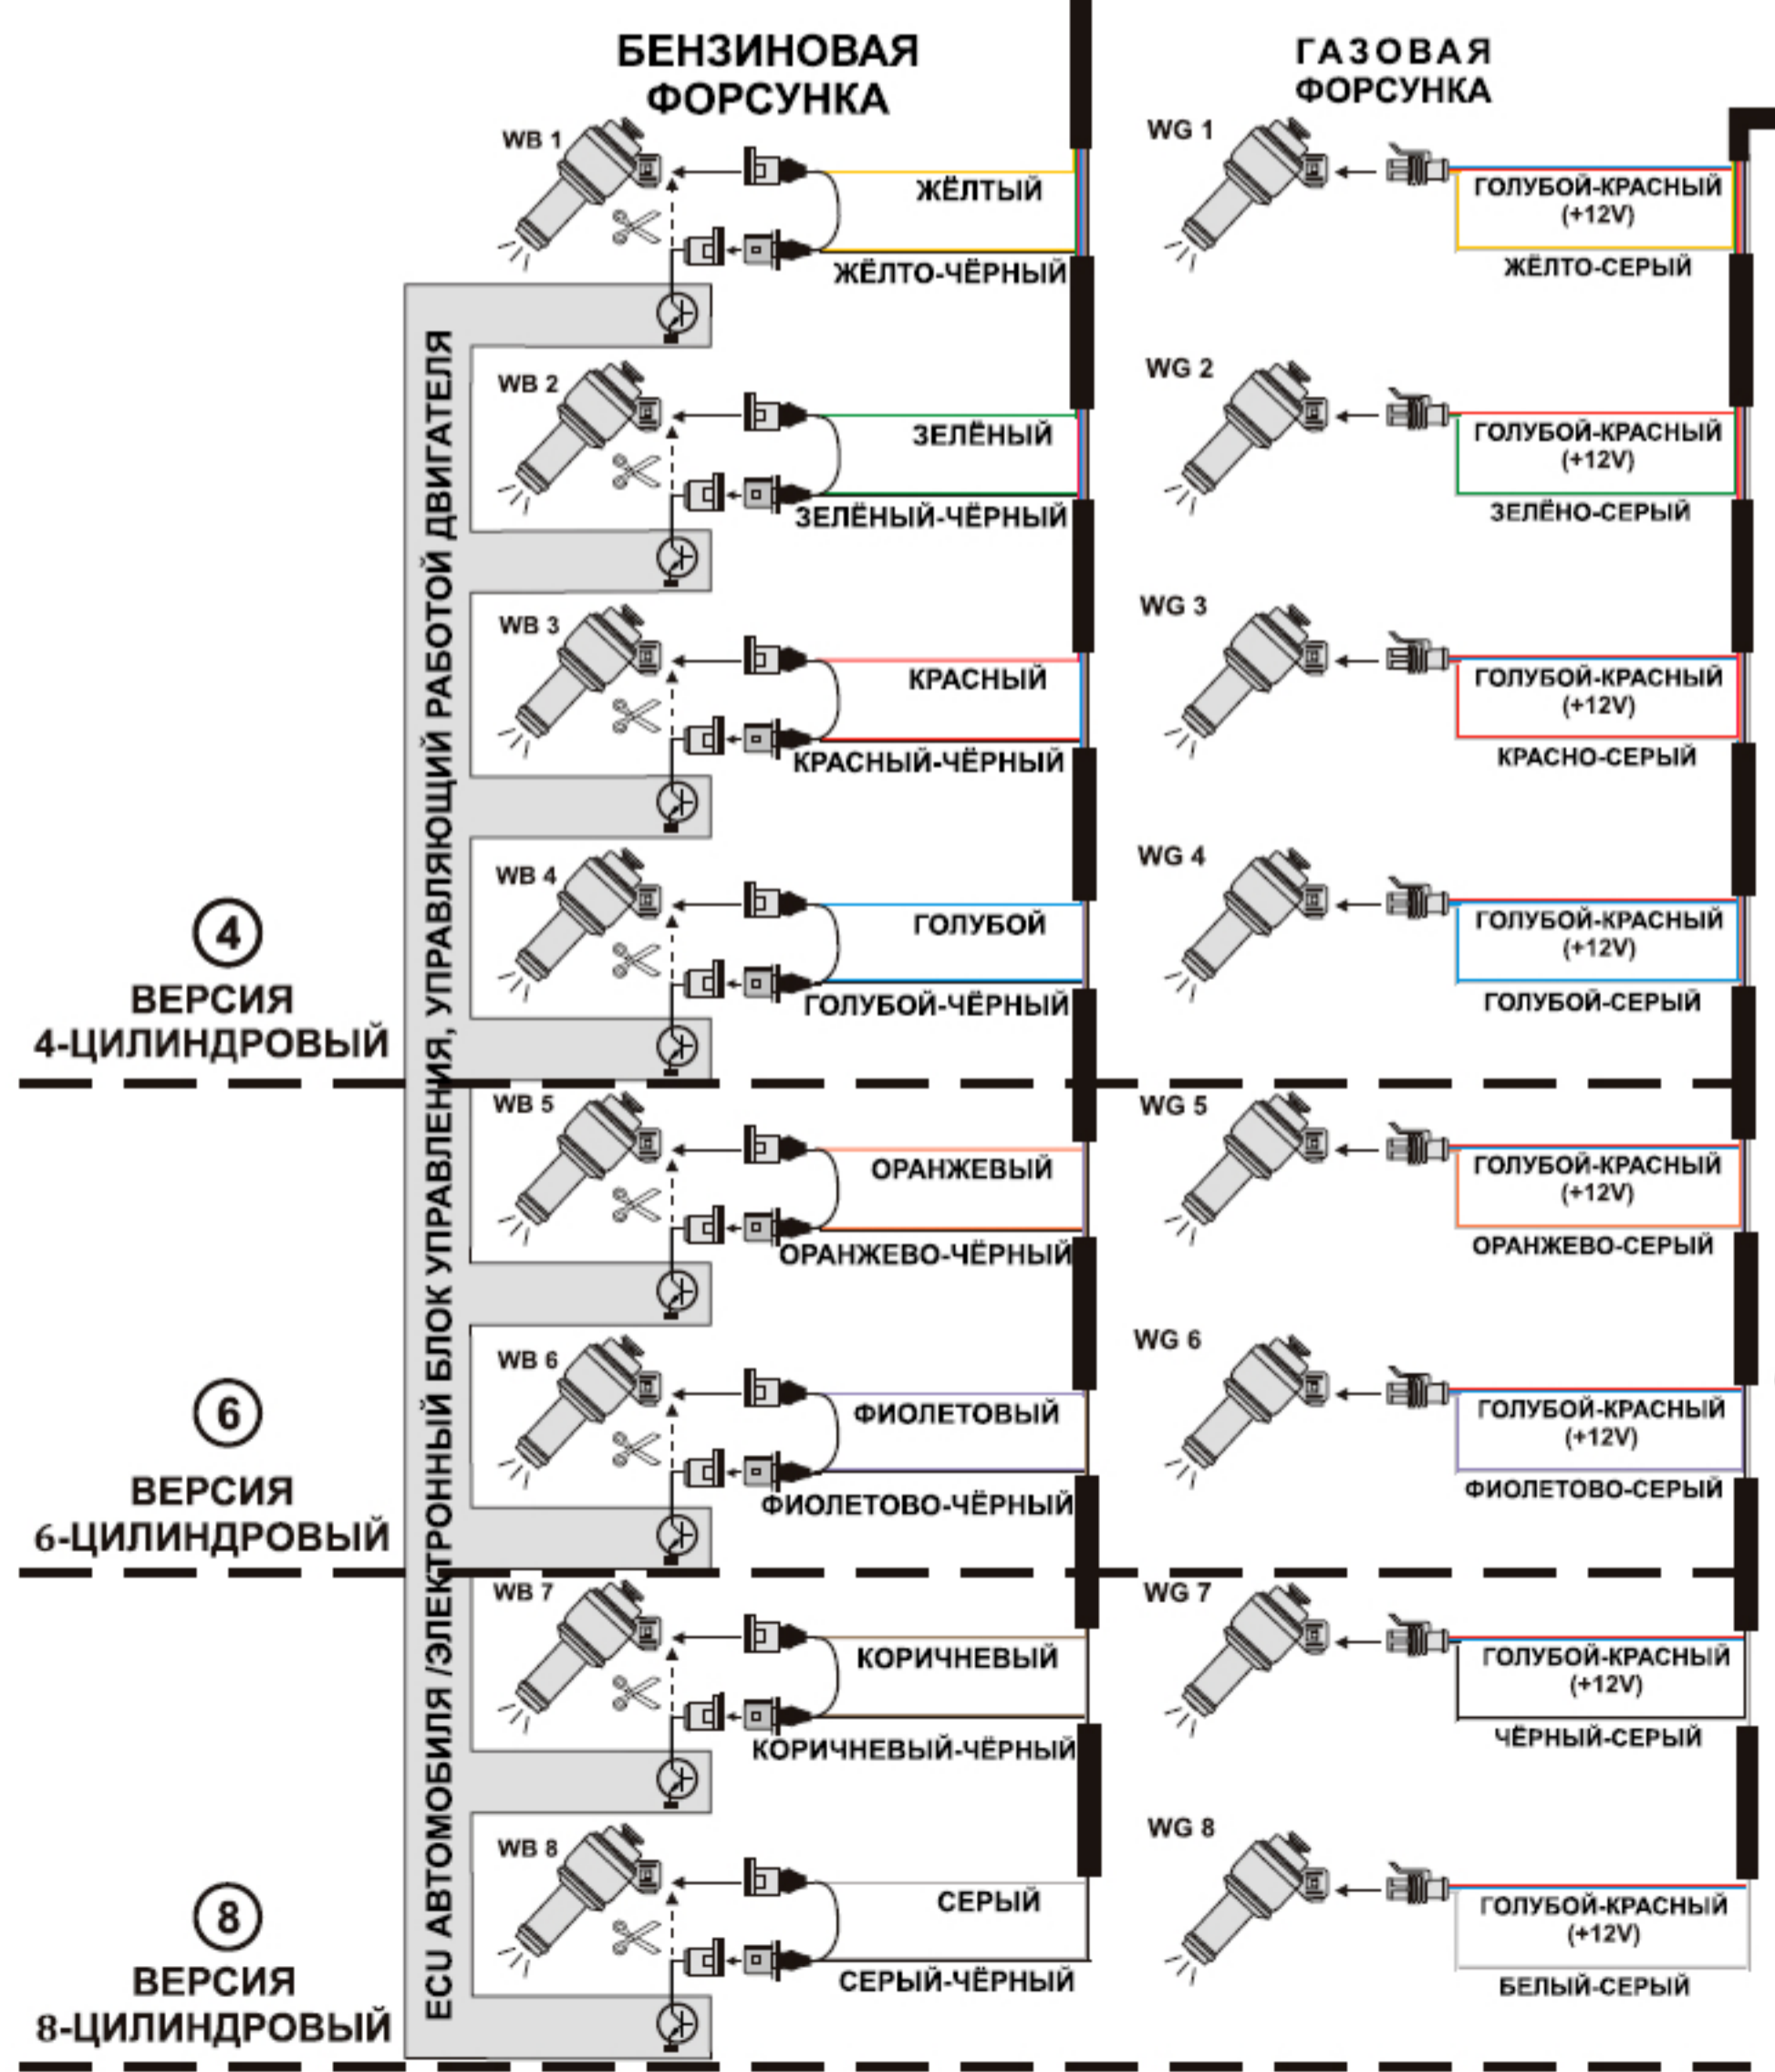 БЕНЗИНОВАЯ
ФОРСУНКА
ГАЗОВАЯ
ФОРСУНКА
WB 1
ЖЁЛТЫЙ
ЖЁЛТО-ЧЁРНЫЙ
WG 1
ГОЛУБОЙ-КРАСНЫЙ
(+12V)
ЖЁЛТО-СЕРЫЙ
WB 2
ЗЕЛЁНЫЙ
ЗЕЛЁНЫЙ-ЧЁРНЫЙ
WG 2
ГОЛУБОЙ-КРАСНЫЙ
(+12V)
ЗЕЛЁНО-СЕРЫЙ
WB 3
КРАСНЫЙ
КРАСНЫЙ-ЧЁРНЫЙ
WG 3
ГОЛУБОЙ-КРАСНЫЙ
(+12V)
КРАСНО-СЕРЫЙ
WB 4
ГОЛУБОЙ
ГОЛУБОЙ-ЧЁРНЫЙ
WG 4
ГОЛУБОЙ-КРАСНЫЙ
(+12V)
ГОЛУБОЙ-СЕРЫЙ
4
ВЕРСИЯ
4-ЦИЛИНДРОВЫЙ
ECU АВТОМОБИЛЯ /ЭЛЕКТРОННЫЙ БЛОК УПРАВЛЕНИЯ, УПРАВЛЯЮЩИЙ РАБОТОЙ ДВИГАТЕЛЯ
WB 5
ОРАНЖЕВЫЙ
ОРАНЖЕВО-ЧЁРНЫЙ
WG 5
ГОЛУБОЙ-КРАСНЫЙ
(+12V)
ОРАНЖЕВО-СЕРЫЙ
WB 6
ФИОЛЕТОВЫЙ
ФИОЛЕТОВО-ЧЁРНЫЙ
WG 6
ГОЛУБОЙ-КРАСНЫЙ
(+12V)
ФИОЛЕТОВО-СЕРЫЙ
6
ВЕРСИЯ
6-ЦИЛИНДРОВЫЙ
WB 7
КОРИЧНЕВЫЙ
КОРИЧНЕВЫЙ-ЧЁРНЫЙ
WG 7
ГОЛУБОЙ-КРАСНЫЙ
(+12V)
ЧЁРНЫЙ-СЕРЫЙ
WB 8
СЕРЫЙ
СЕРЫЙ-ЧЁРНЫЙ
WG 8
ГОЛУБОЙ-КРАСНЫЙ
(+12V)
БЕЛЫЙ-СЕРЫЙ
8
ВЕРСИЯ
8-ЦИЛИНДРОВЫЙ